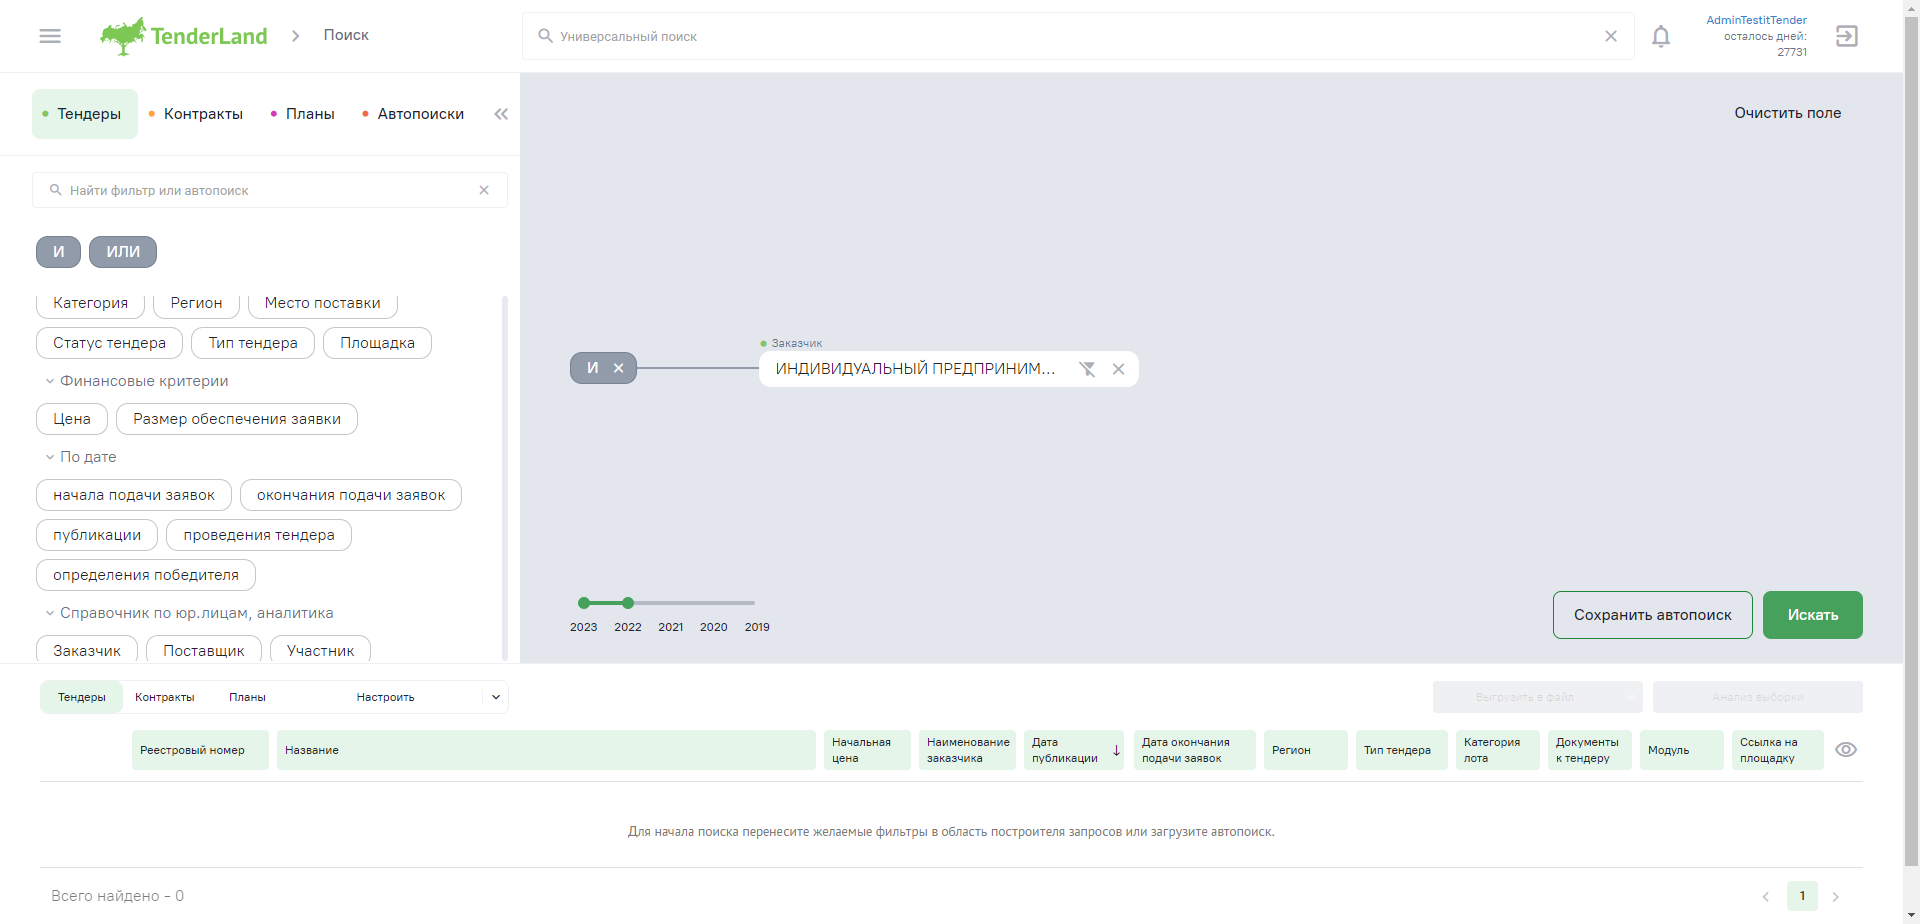 TenderLand
Поиск
Универсальный поиск
AdminTestitTender
осталось дней:
27731
Тендеры
Контракты
Планы
Автопоиски
Очистить поле
Найти фильтр или автопоиск
И
ИЛИ
Категория
Регион
Место поставки
Статус тендера
Тип тендера
Площадка
Финансовые критерии
Цена
Размер обеспечения заявки
По дате
начала подачи заявок
окончания подачи заявок
публикации
проведения тендера
определения победителя
Справочник по юр.лицам, аналитика
Заказчик
Поставщик
Участник
И
Заказчик
ИНДИВИДУАЛЬНЫЙ ПРЕДПРИНИМ...
2023
2022
2021
2020
2019
Сохранить автопоиск
Искать
Тендеры
Контракты
Планы
Настроить
Выгрузить в файл
Анализ выборки
Реестровый номер
Название
Начальная
цена
Наименование
заказчика
Дата
публикации
Дата окончания
подачи заявок
Регион
Тип тендера
Категория
лота
Документы
к тендеру
Модуль
Ссылка на
площадку
Для начала поиска перенесите желаемые фильтры в область построителя запросов или загрузите автопоиск.
Всего найдено - 0
1